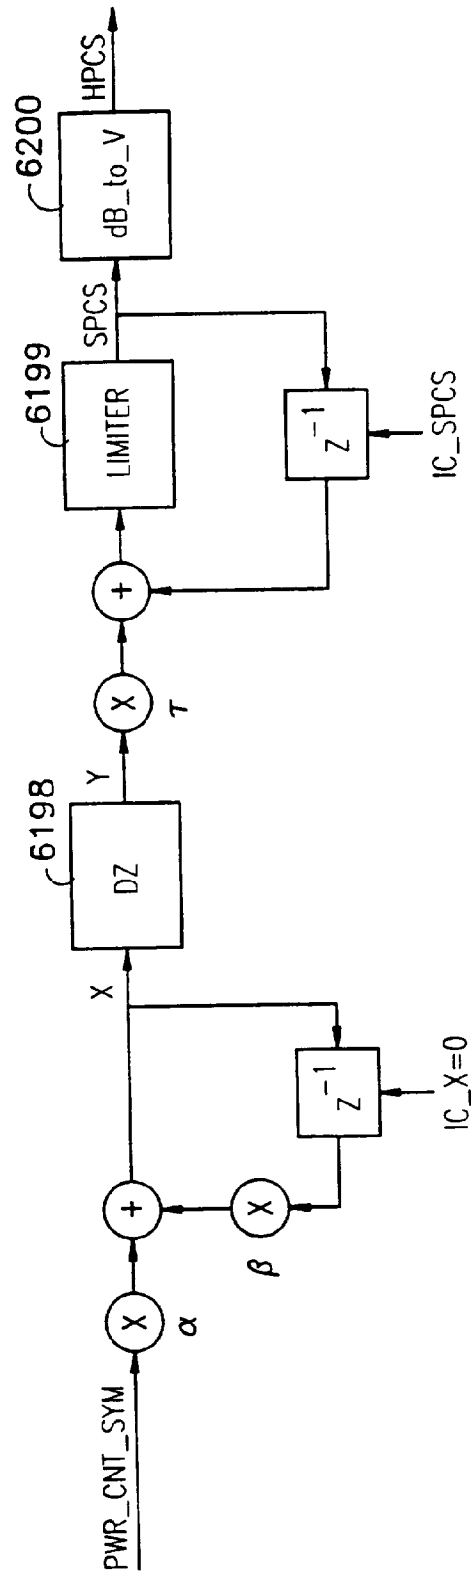 PWR_CNT_SYM
X
α
+
X
β
z⁻¹
IC_X=0
X
6198
DZ
Y
X
τ
+
6199
LIMITER
SPCS
z⁻¹
IC_SPCS
6200
dB_to_V
HPCS